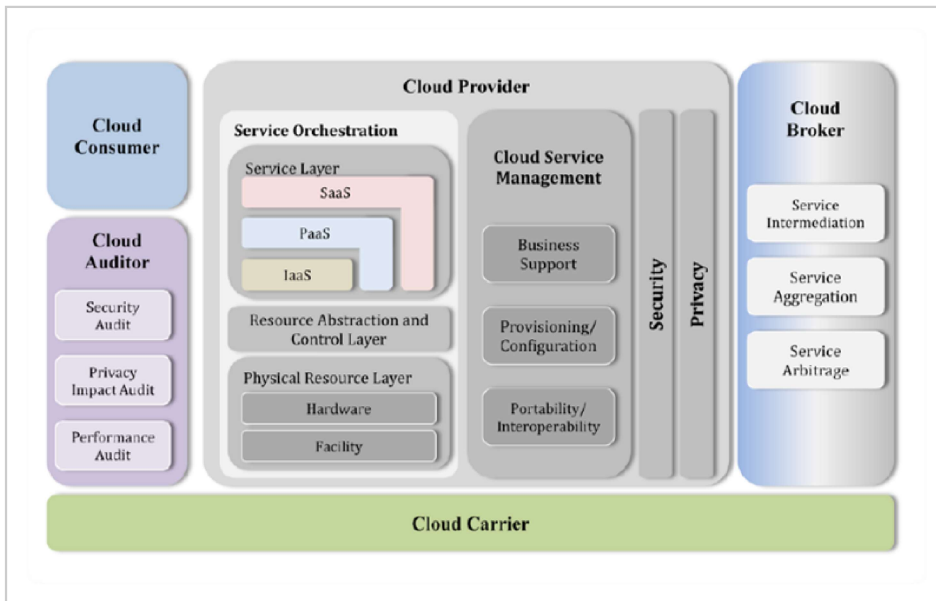 Cloud
Consumer
Cloud
Auditor
Security
Audit
Privacy
Impact Audit
Performance
Audit
Cloud Provider
Service Orchestration
Service Layer
SaaS
PaaS
IaaS
Resource Abstraction and
Control Layer
Physical Resource Layer
Hardware
Facility
Cloud Service
Management
Business
Support
Provisioning/
Configuration
Portability/
Interoperability
Security
Privacy
Cloud
Broker
Service
Intermediation
Service
Aggregation
Service
Arbitrage
Cloud Carrier